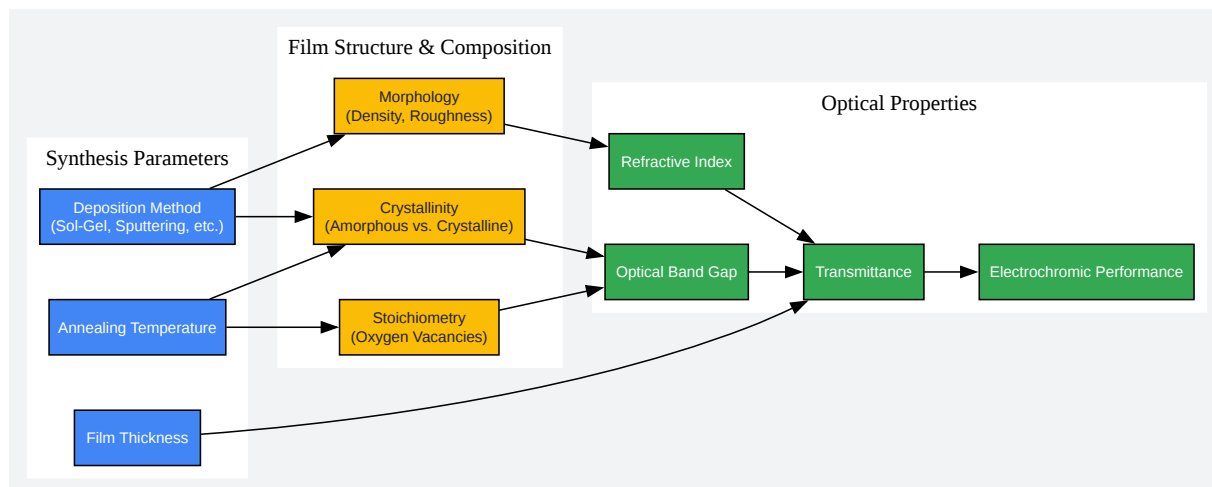 Synthesis Parameters
Deposition Method
(Sol-Gel, Sputtering, etc.)
Annealing Temperature
Film Thickness
Film Structure & Composition
Morphology
(Density, Roughness)
Crystallinity
(Amorphous vs. Crystalline)
Stoichiometry
(Oxygen Vacancies)
Optical Properties
Refractive Index
Optical Band Gap
Transmittance
Electrochromic Performance